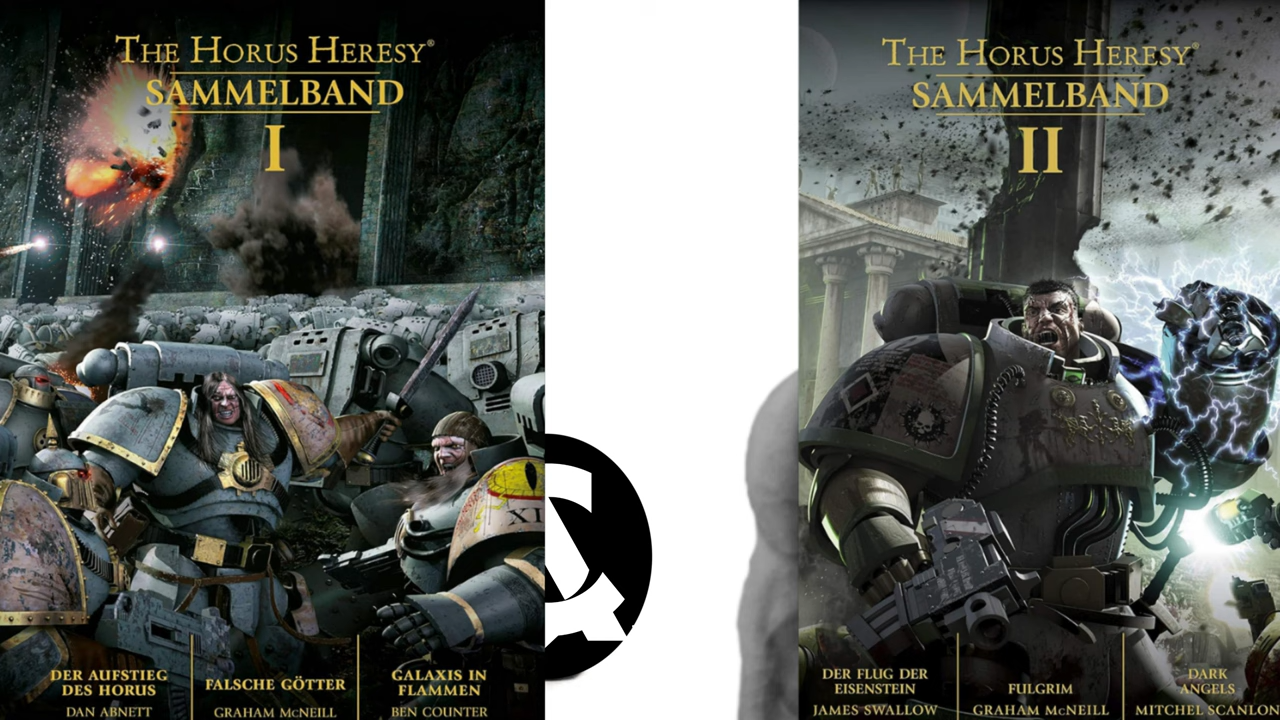 THE HORUS HERESY®
SAMMELBAND
I
DER AUFSTIEG
DES HORUS
DAN ABNETT
FALSCHE GÖTTER
GRAHAM MCNEILL
GALAXIS IN
FLAMMEN
BEN COUNTER
XI
THE HORUS HERESY®
SAMMELBAND
II
DER FLUG DER
EISENSTEIN
JAMES SWALLOW
FULGRIM
GRAHAM MCNEILL
DARK
ANGELS
MITCHEL SCANLON